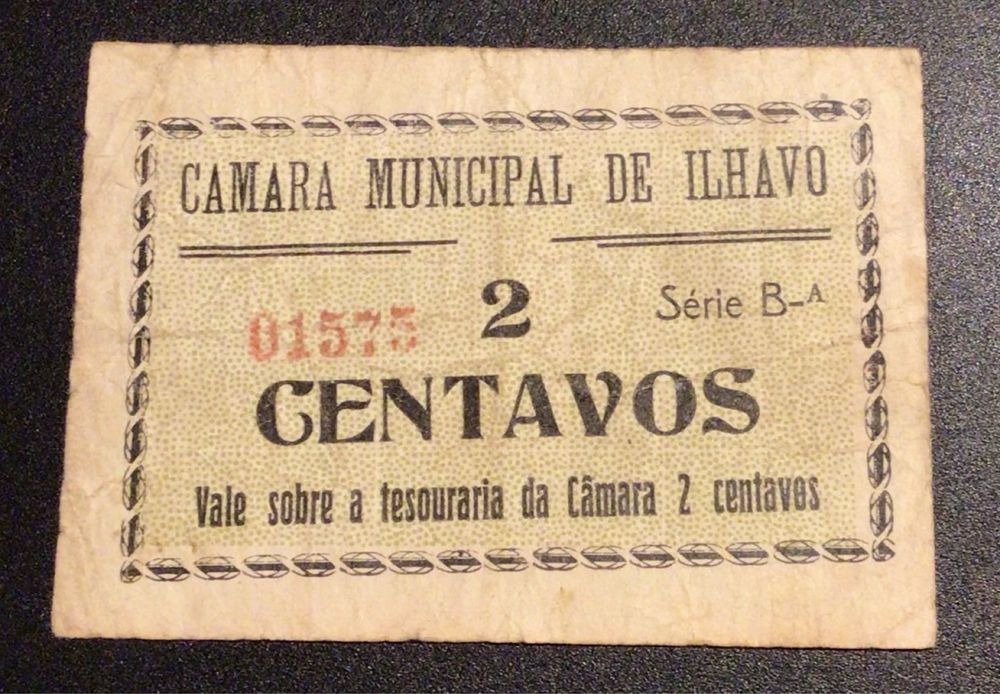 CAMARA MUNICIPAL DE ILHAVO
2
Série B-A
01575
CENTAVOS
Vale sobre a tesouraria da Câmara 2 centavos